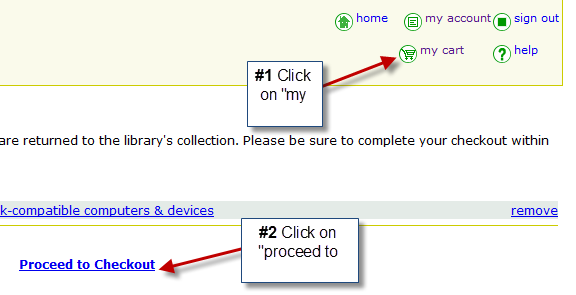 home my account sign out
my cart help
#1 Click
on "my
are returned to the library's collection. Please be sure to complete your checkout within
k-compatible computers & devices remove
#2 Click on
"proceed to
Proceed to Checkout